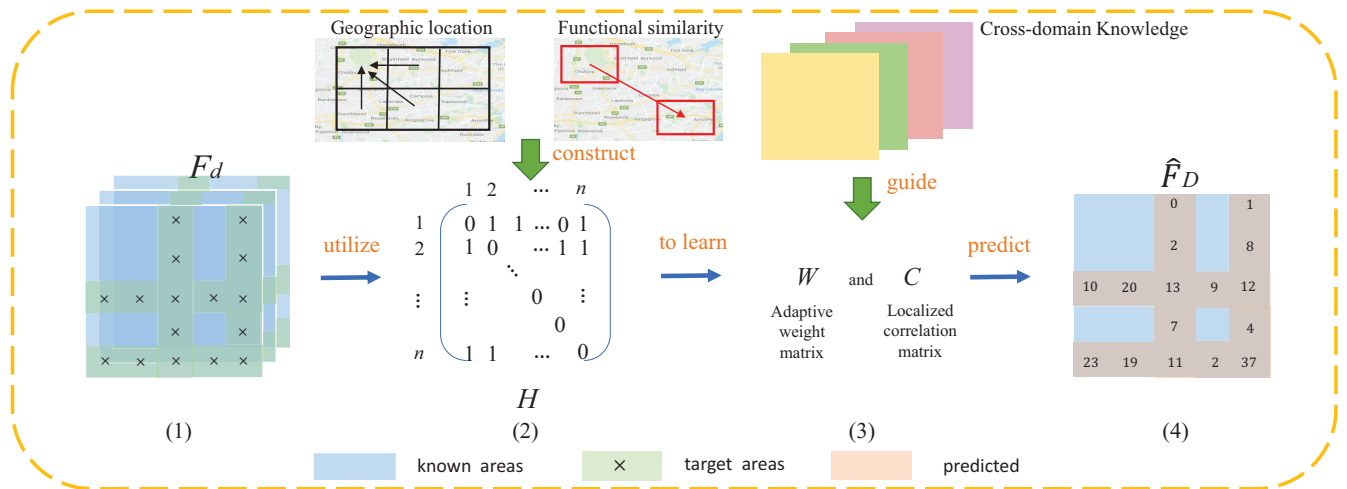 Geographic location
Functional similarity
Cross-domain Knowledge
construct
guide
F d
× ×
× ×
× × × × ×
× ×
× × × × ×
utilize
1 2 ... n
1 0 1 1 ... 0 1
2 1 0 ... 1 1
⋱
⋮ ⋮ 0 ⋮
0
n 1 1 ... 0
H
to learn
W and C
Adaptive
weight
matrix
Localized
correlation
matrix
predict
F̂ D
0 1
2 8
10 20 13 9 12
7 4
23 19 11 2 37
(1) (2) (3) (4)
known areas × target areas predicted